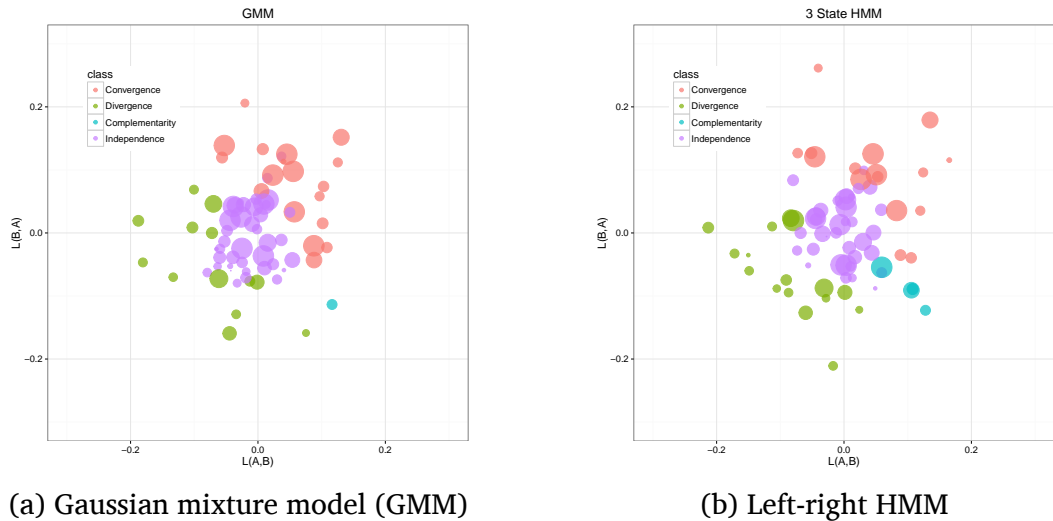 GMM
L(B,A)
0.2
0.0
−0.2
class
Convergence
Divergence
Complementarity
Independence
−0.2 0.0 0.2
L(A,B)
(a) Gaussian mixture model (GMM)
3 State HMM
L(B,A)
0.2
0.0
−0.2
class
Convergence
Divergence
Complementarity
Independence
−0.2 0.0 0.2
L(A,B)
(b) Left-right HMM